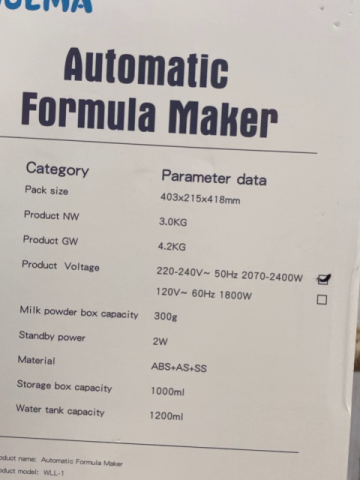 Automatic
Formula Maker
Category Parameter data
Pack size 403x215x418mm
Product NW 3.0KG
Product GW 4.2KG
Product Voltage 220-240V~ 50Hz 2070-2400W
120V~ 60Hz 1800W
Milk powder box capacity 300g
Standby power 2W
Material ABS+AS+SS
Storage box capacity 1000ml
Water tank capacity 1200ml
name: Automatic Formula Maker
model: WLL-1